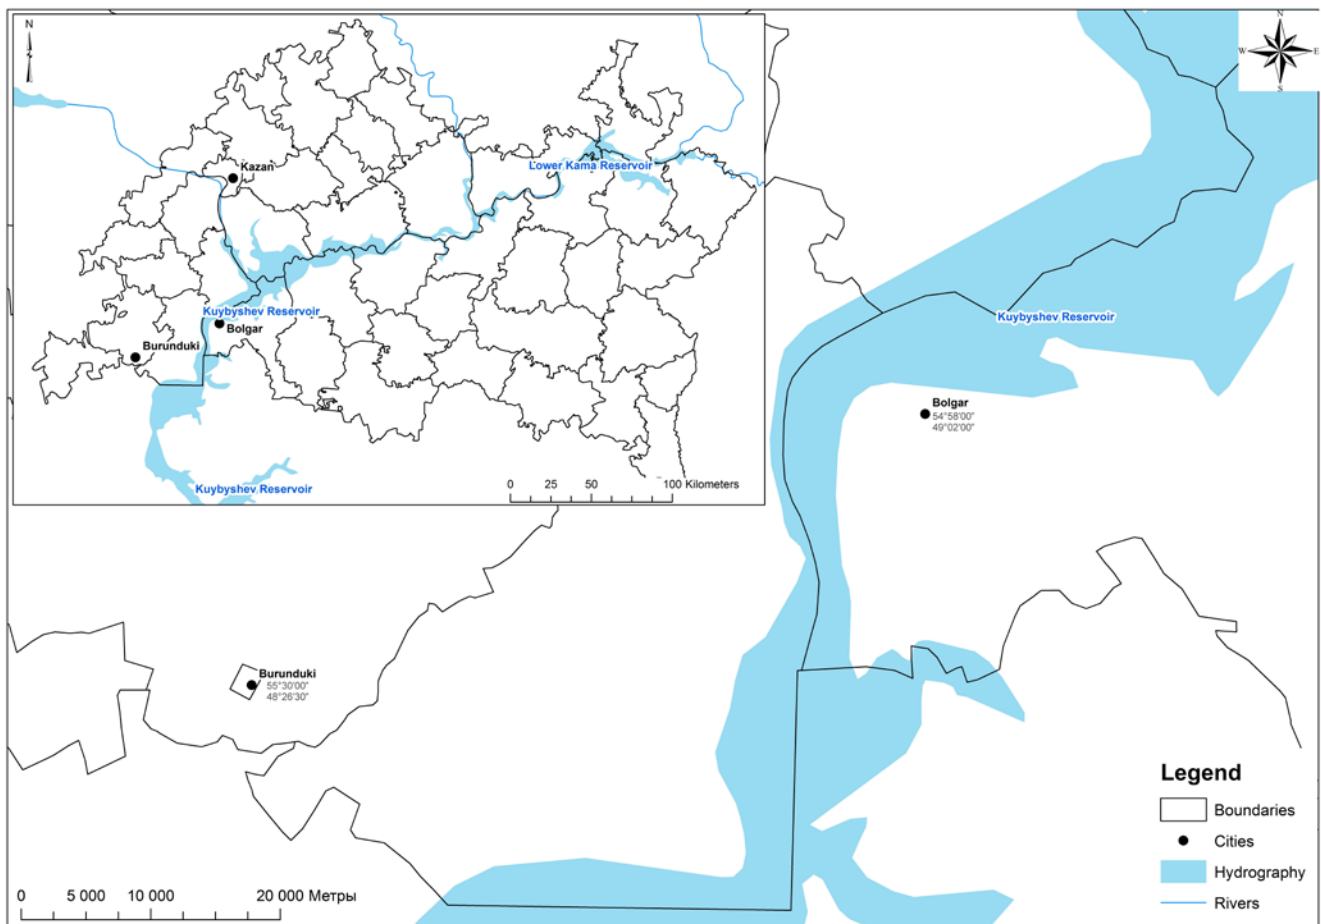 N
Kazan
Lower Kama Reservoir
Kuybyshev Reservoir
Bolgar
Burunduki
Kuybyshev Reservoir
0 25 50 100 Kilometers
N
W E
S
Kuybyshev Reservoir
Bolgar
54°58'00"
49°02'00"
Burunduki
55°30'00"
48°26'30"
Legend
Boundaries
Cities
Hydrography
Rivers
0 5 000 10 000 20 000 Метры